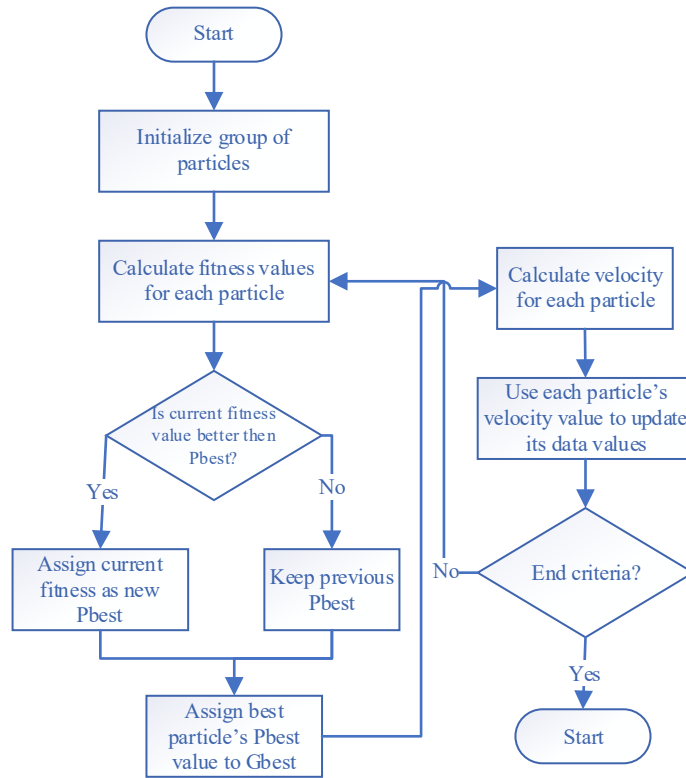 Start
Initialize group of
particles
Calculate fitness values
for each particle
Is current fitness
value better then
Pbest?
Yes
No
Assign current
fitness as new
Pbest
Keep previous
Pbest
Assign best
particle's Pbest
value to Gbest
Calculate velocity
for each particle
Use each particle's
velocity value to update
its data values
End criteria?
No
Yes
Start